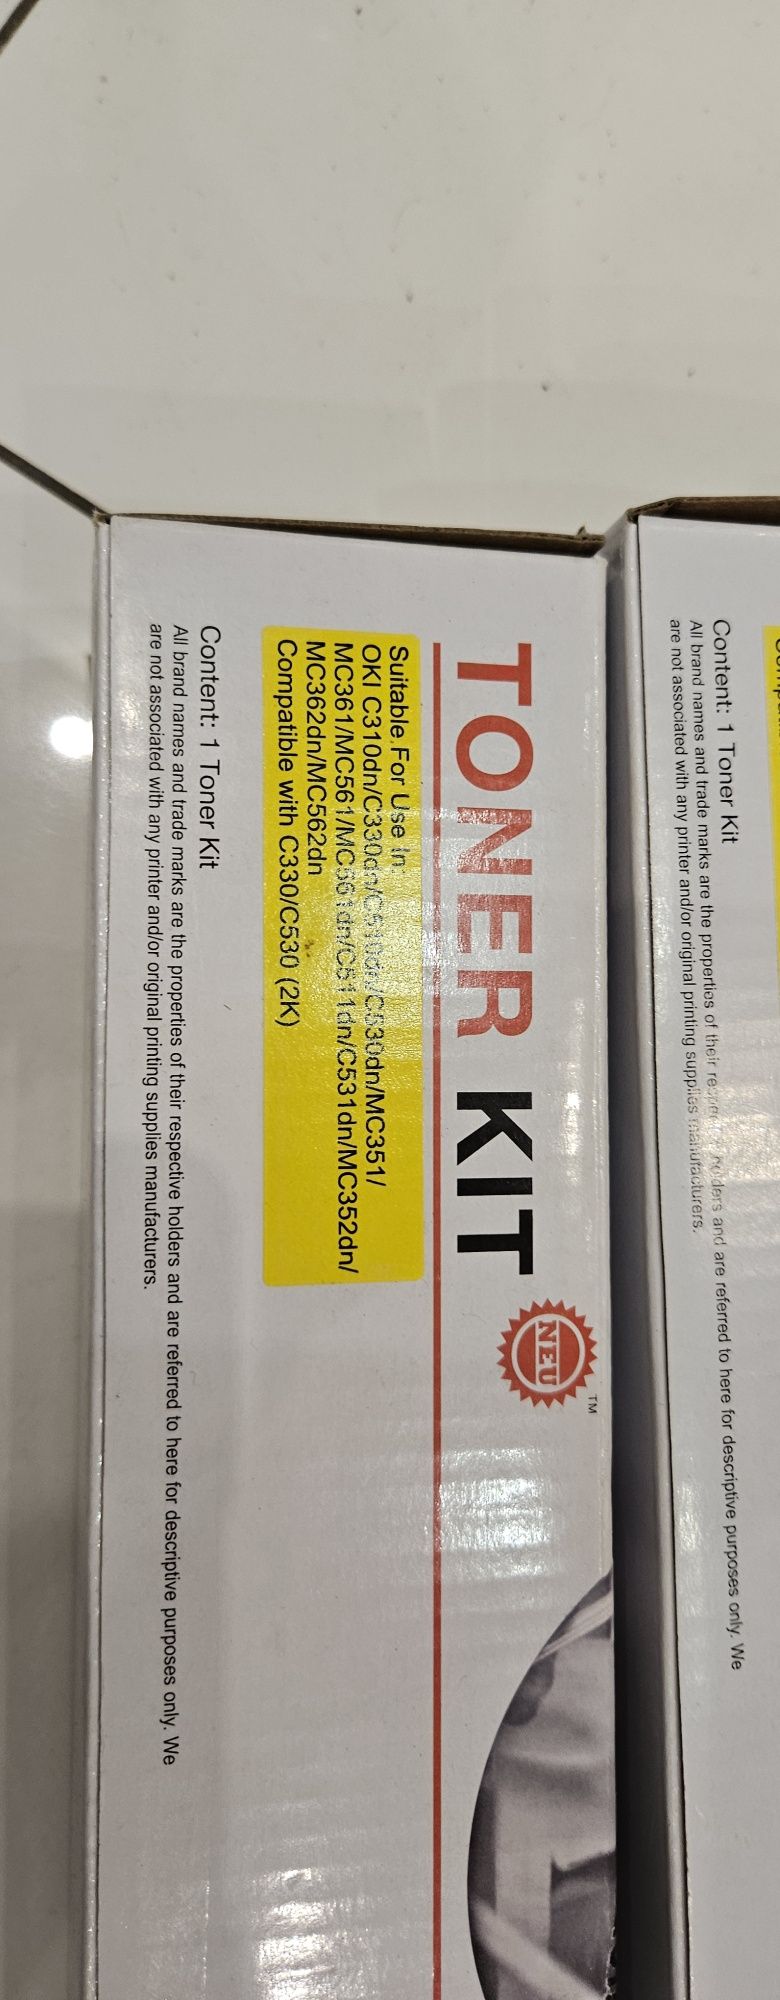 TONER KIT
NEU
TM
Suitable For Use In:
OKI C310dn/C330dn/C510dn/C530dn/MC351/
MC361/MC561/MC561dn/C511dn/C531dn/MC352dn/
MC362dn/MC562dn
Compatible with C330/C530 (2K)
Content: 1 Toner Kit
All brand names and trade marks are the properties of their respective holders and are referred to here for descriptive purposes only. We
are not associated with any printer and/or original printing supplies manufacturers.
Content: 1 Toner Kit
All brand names and trade marks are the properties of their respective holders and are referred to here for descriptive purposes only. We
are not associated with any printer and/or original printing supplies manufacturers.